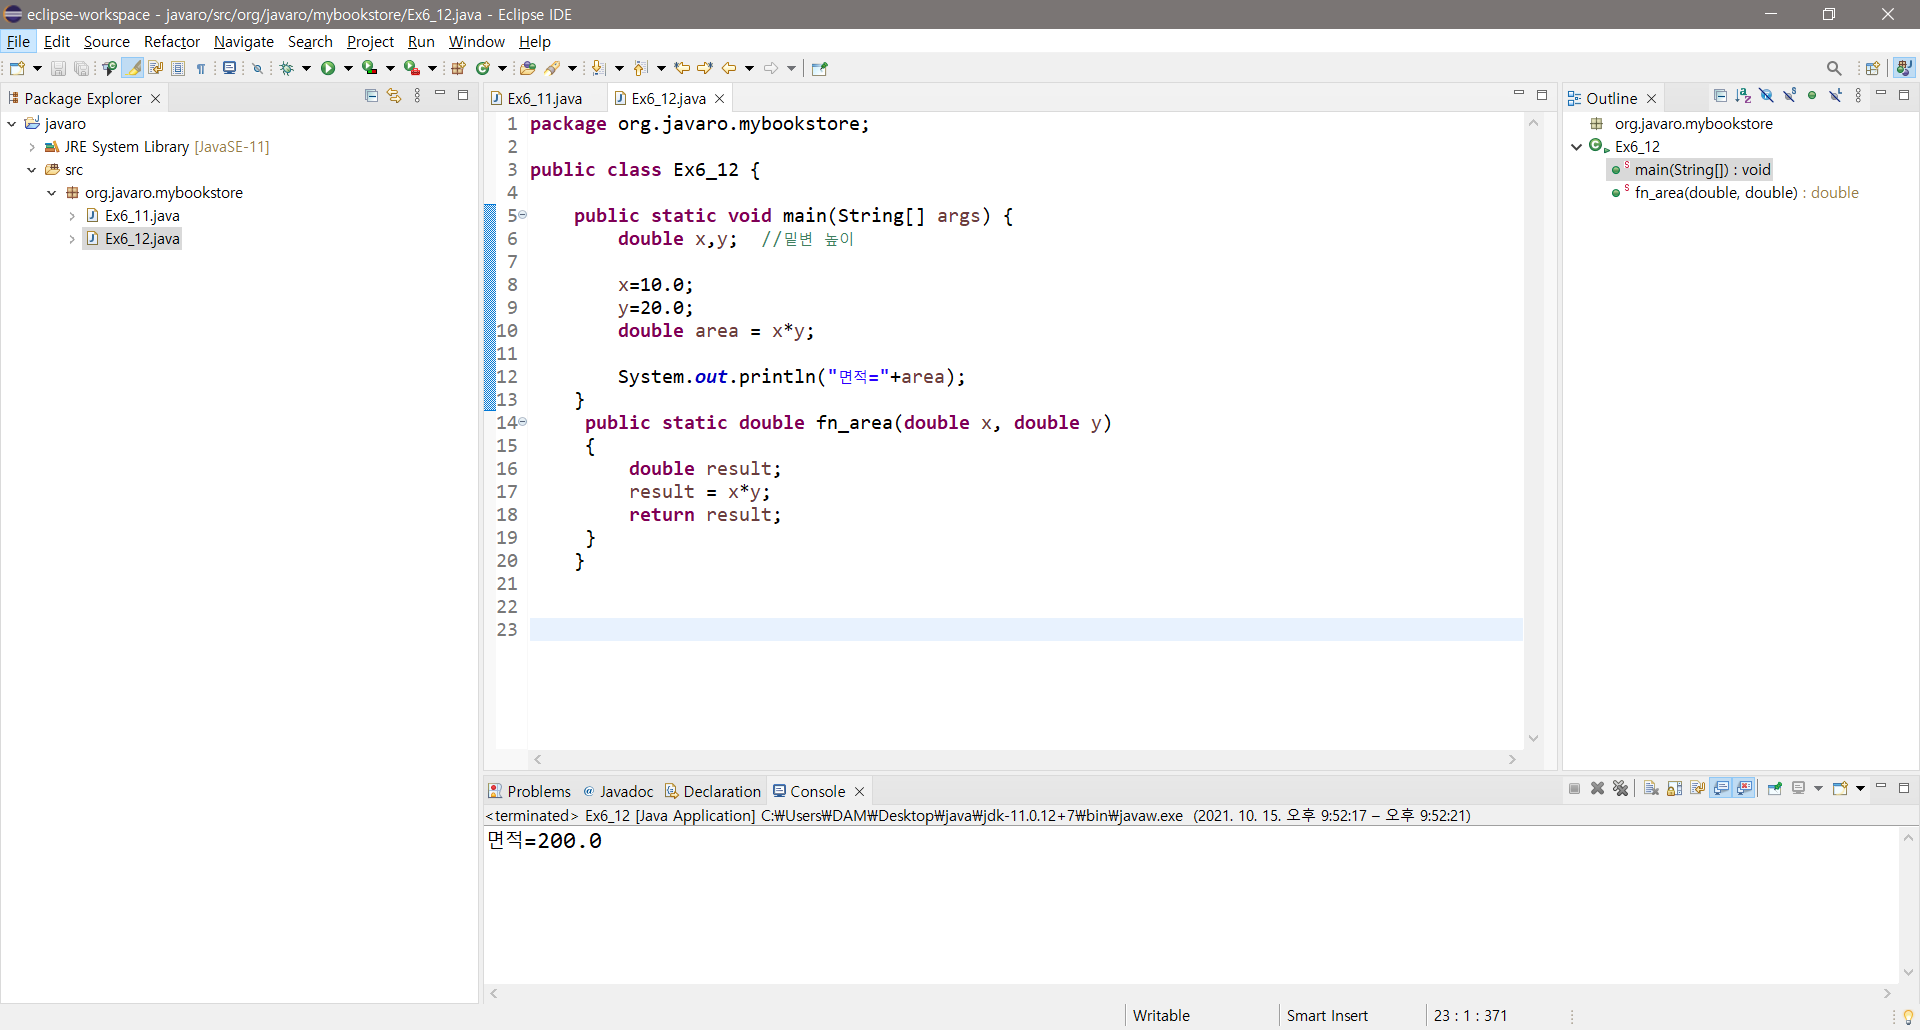 eclipse-workspace - javaro/src/org/javaro/mybookstore/Ex6_12.java - Eclipse IDE
File Edit Source Refactor Navigate Search Project Run Window Help
Package Explorer
javaro
JRE System Library [JavaSE-11]
src
org.javaro.mybookstore
Ex6_11.java
Ex6_12.java
Ex6_11.java Ex6_12.java
1 package org.javaro.mybookstore;
2
3 public class Ex6_12 {
4
5 public static void main(String[] args) {
6 double x,y; //밑변 높이
7
8 x=10.0;
9 y=20.0;
10 double area = x*y;
11
12 System.out.println("면적="+area);
13 }
14 public static double fn_area(double x, double y)
15 {
16 double result;
17 result = x*y;
18 return result;
19 }
20 }
21
22
23
Outline
org.javaro.mybookstore
Ex6_12
main(String[]) : void
fn_area(double, double) : double
Problems Javadoc Declaration Console
<terminated> Ex6_12 [Java Application] C:₩Users₩DAM₩Desktop₩java₩jdk-11.0.12+7₩bin₩javaw.exe (2021. 10. 15. 오후 9:52:17 – 오후 9:52:21)
면적=200.0
Writable Smart Insert 23 : 1 : 371